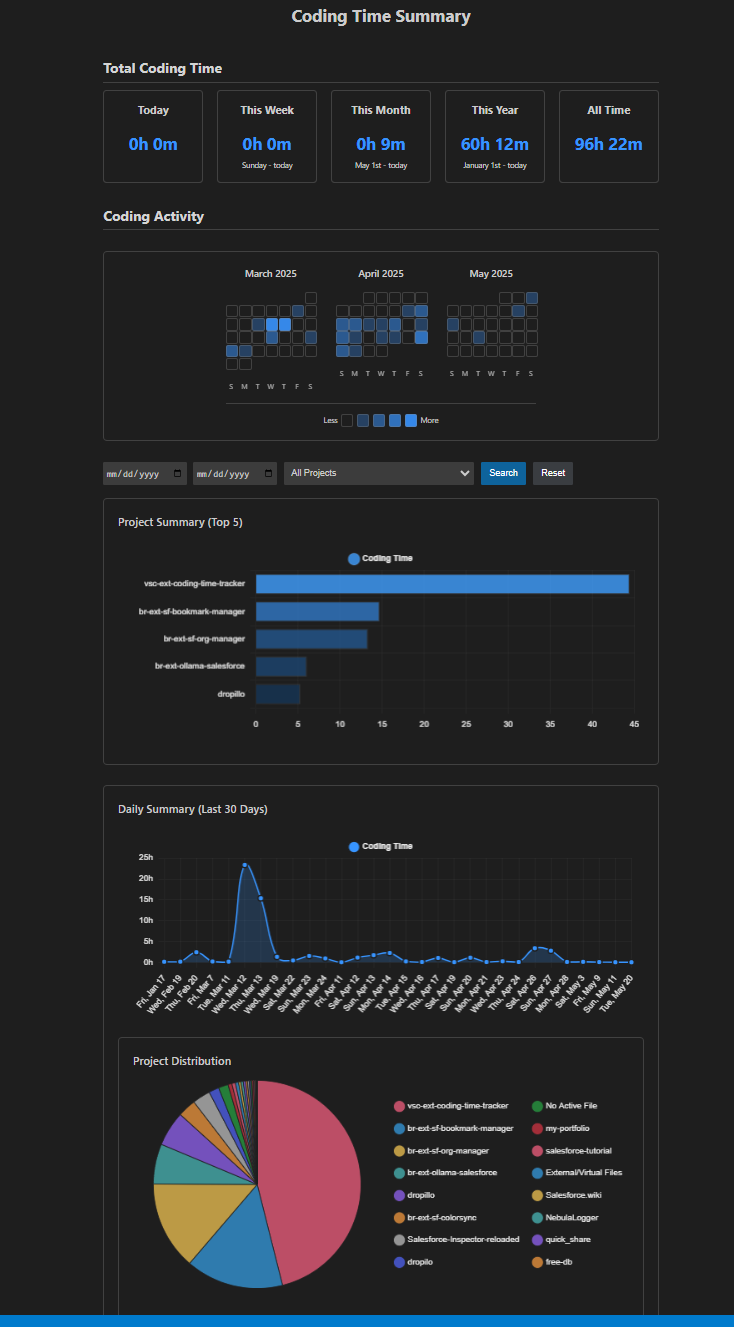 Coding Time Summary
Total Coding Time
Today
This Week
This Month
This Year
All Time
0h 0m
0h 0m
0h 9m
60h 12m
96h 22m
Sunday - today
May 1st - today
January 1st - today
Coding Activity
March 2025
April 2025
May 2025
S M T W T F S
S M T W T F S
S M T W T F S
Less
More
mm/dd/yyyy
mm/dd/yyyy
All Projects
Search
Reset
Project Summary (Top 5)
Coding Time
vsc-ext-coding-time-tracker
br-ext-sf-bookmark-manager
br-ext-sf-org-manager
br-ext-ollama-salesforce
dropillo
0 5 10 15 20 25 30 35 40 45
Daily Summary (Last 30 Days)
Coding Time
25h
20h
15h
10h
5h
0h
Fri, Jan 17
Wed, Feb 19
Thu, Feb 20
Fri, Mar 7
Tue, Mar 11
Wed, Mar 12
Thu, Mar 13
Wed, Mar 19
Sat, Mar 22
Sun, Mar 23
Mon, Mar 24
Fri, Apr 11
Sat, Apr 12
Sun, Apr 13
Mon, Apr 14
Tue, Apr 15
Wed, Apr 16
Thu, Apr 17
Sat, Apr 19
Sun, Apr 20
Mon, Apr 21
Wed, Apr 23
Thu, Apr 24
Sat, Apr 26
Sun, Apr 27
Mon, Apr 28
Sat, May 3
Fri, May 9
Sun, May 11
Tue, May 20
Project Distribution
vsc-ext-coding-time-tracker
No Active File
br-ext-sf-bookmark-manager
my-portfolio
br-ext-sf-org-manager
salesforce-tutorial
br-ext-ollama-salesforce
External/Virtual Files
dropillo
Salesforce.wiki
br-ext-sf-colorsync
NebulaLogger
Salesforce-Inspector-reloaded
quick_share
dropilo
free-db